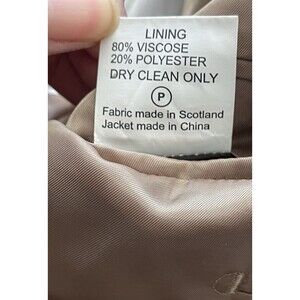 LINING
80% VISCOSE
20% POLYESTER
DRY CLEAN ONLY
P
Fabric made in Scotland
Jacket made in China